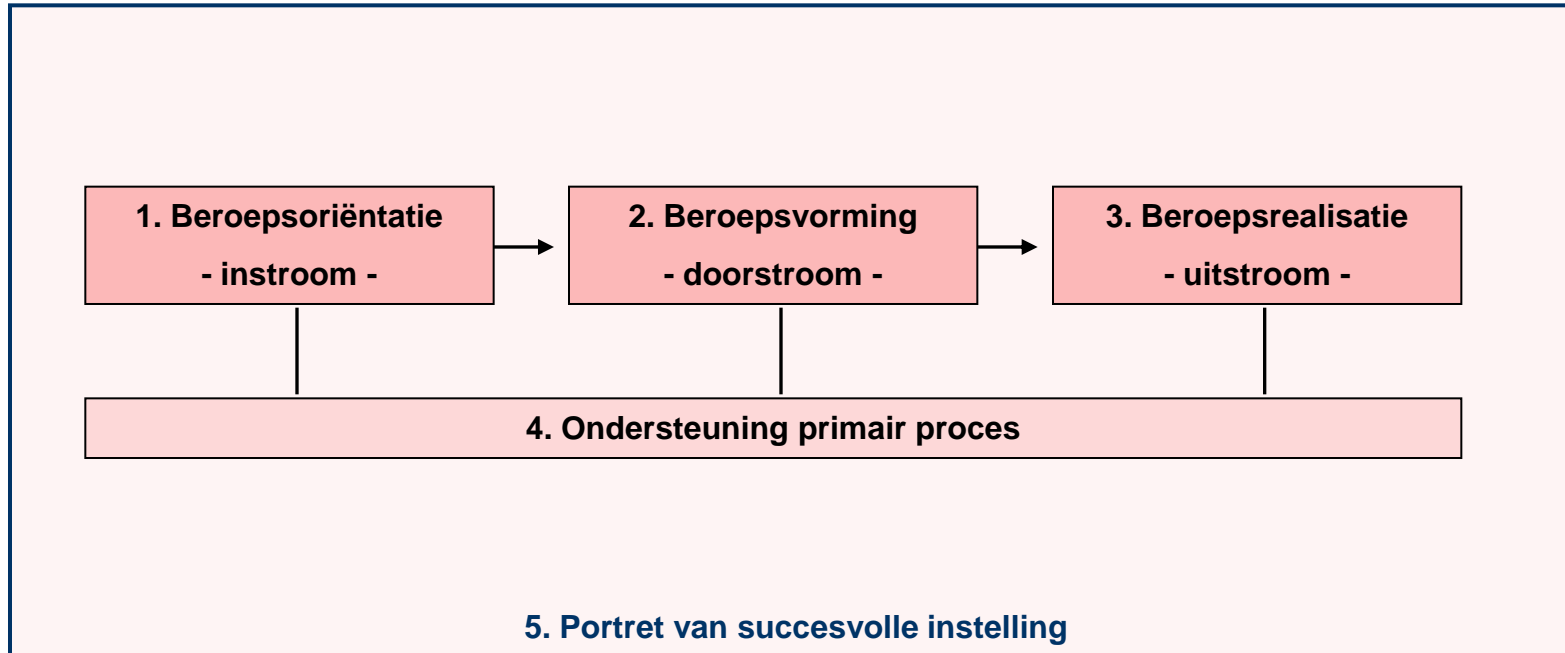 1. Beroepsoriëntatie
- instroom -
2. Beroepsvorming
- doorstroom -
3. Beroepsrealisatie
- uitstroom -
4. Ondersteuning primair proces
5. Portret van succesvolle instelling